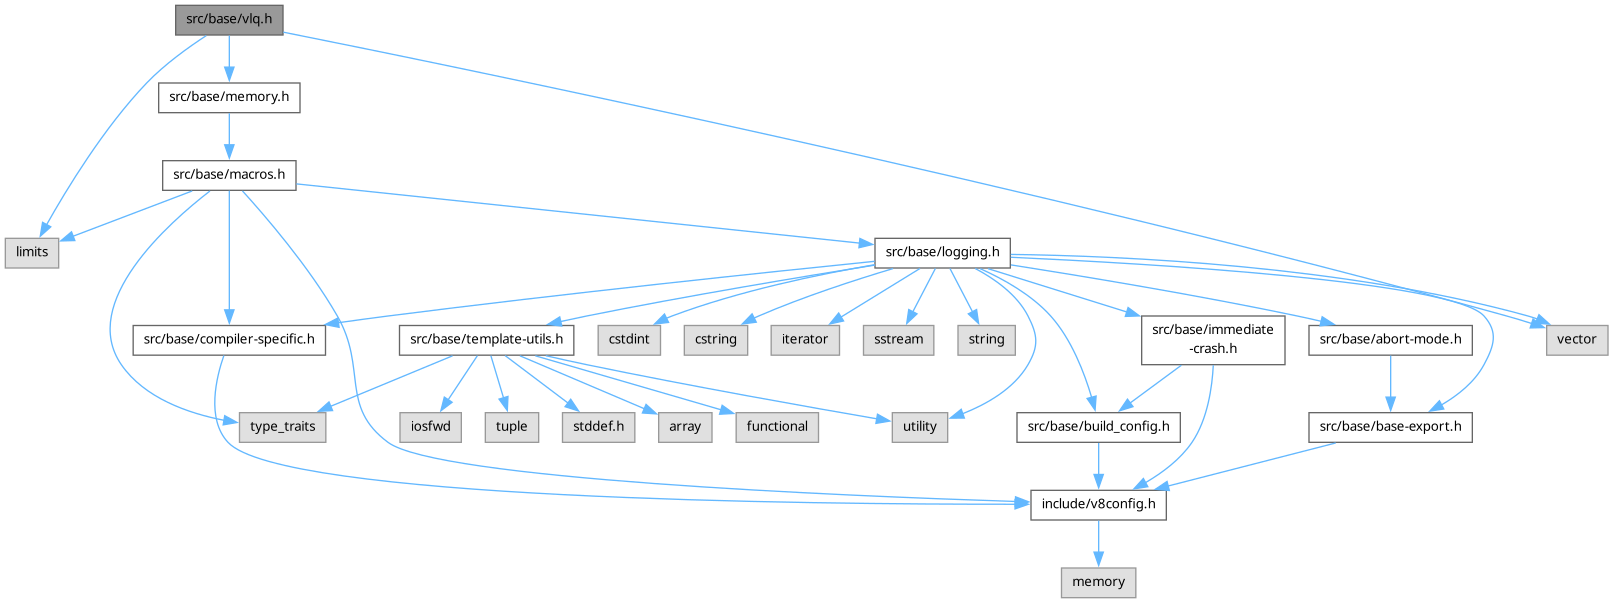 src/base/vlq.h
src/base/memory.h
src/base/macros.h
limits
src/base/logging.h
src/base/compiler-specific.h
src/base/template-utils.h
cstdint
cstring
iterator
sstream
string
src/base/immediate
-crash.h
src/base/abort-mode.h
vector
type_traits
iosfwd
tuple
stddef.h
array
functional
utility
src/base/build_config.h
src/base/base-export.h
include/v8config.h
memory